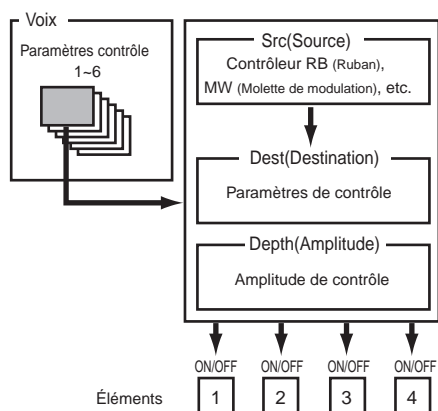 Voix
Paramètres contrôle
1~6
Src(Source)
Contrôleur RB (Ruban),
MW (Molette de modulation), etc.
Dest(Destination)
Paramètres de contrôle
Depth(Amplitude)
Amplitude de contrôle
ON/OFF ON/OFF ON/OFF ON/OFF
Éléments 1 2 3 4